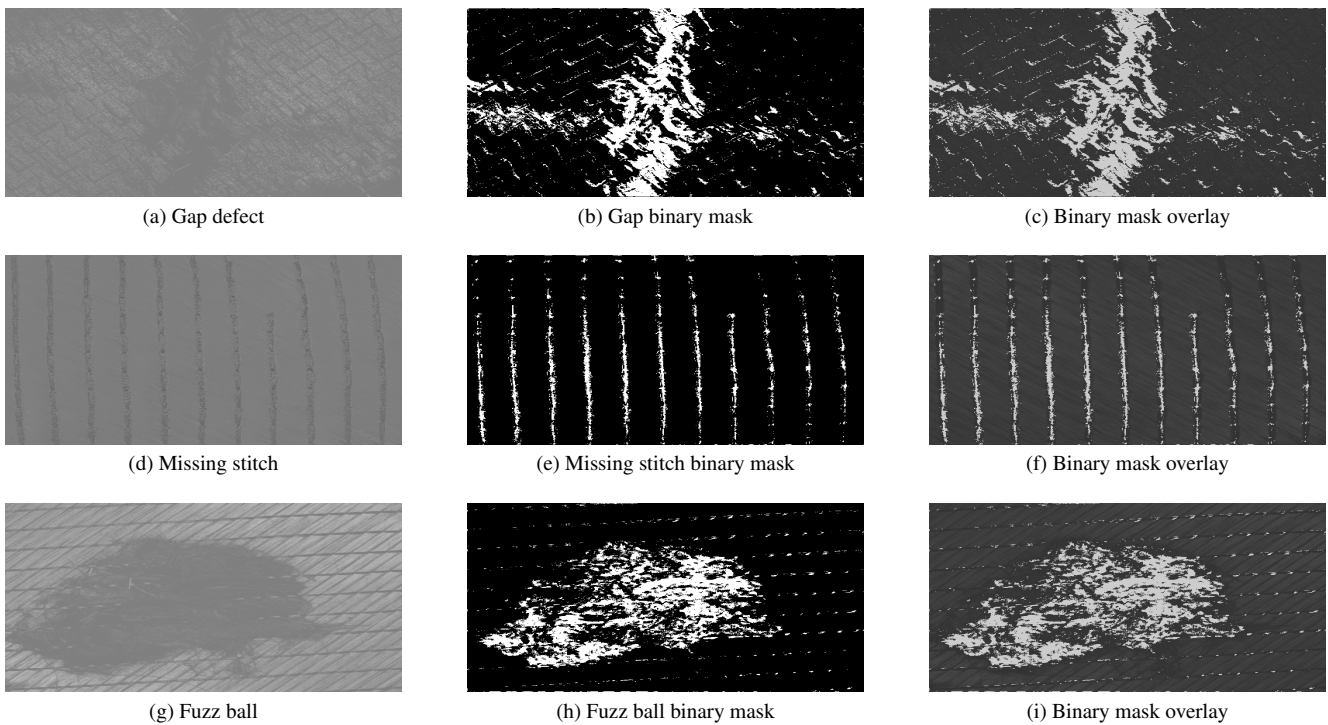 (a) Gap defect
(b) Gap binary mask
(c) Binary mask overlay
(d) Missing stitch
(e) Missing stitch binary mask
(f) Binary mask overlay
(g) Fuzz ball
(h) Fuzz ball binary mask
(i) Binary mask overlay